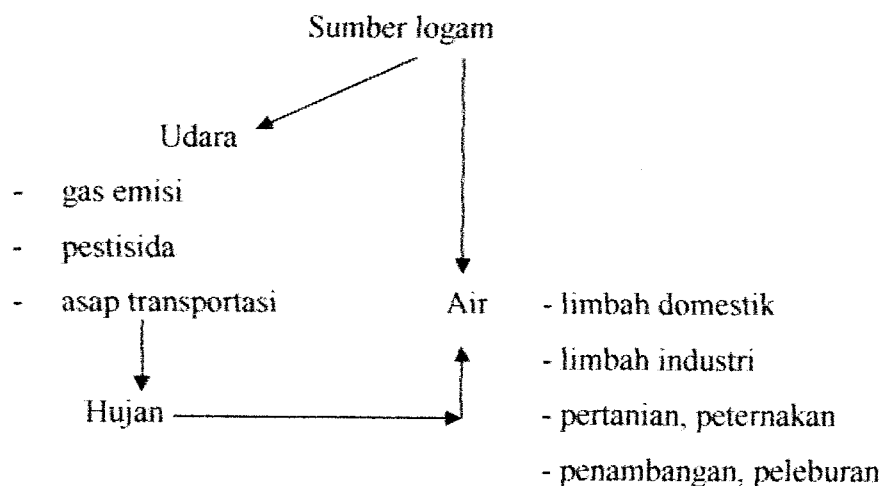 Sumber logam
Udara
- gas emisi
- pestisida
- asap transportasi
Hujan
Air
- limbah domestik
- limbah industri
- pertanian, peternakan
- penambangan, peleburan